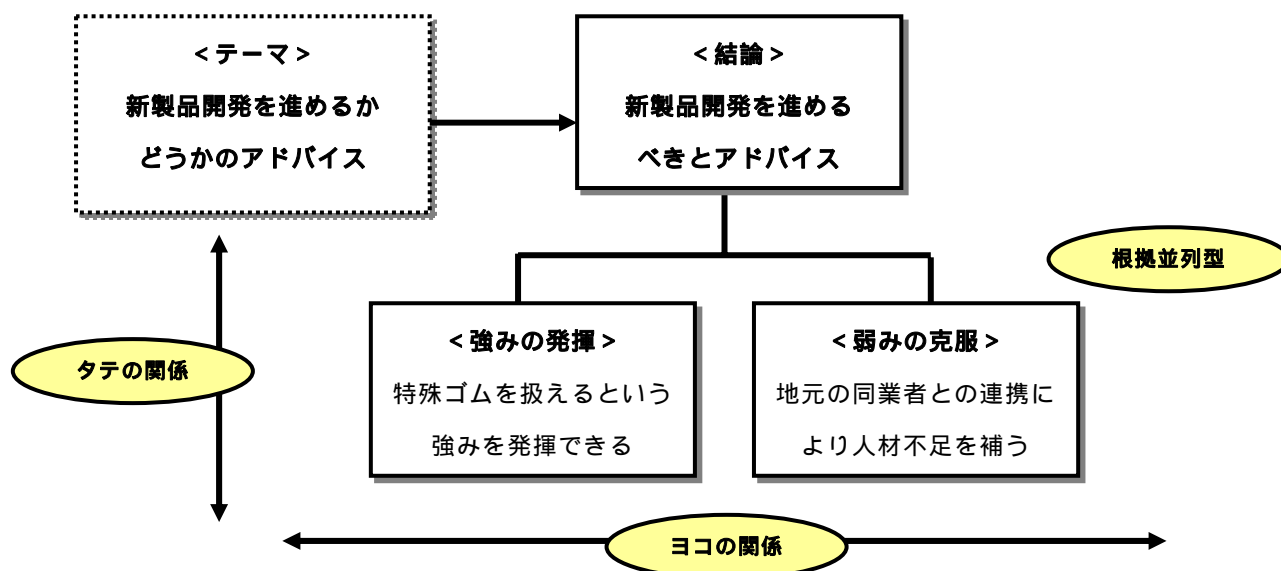 ＜テーマ＞
新製品開発を進めるか
どうかのアドバイス
＜結論＞
新製品開発を進める
べきとアドバイス
根拠並列型
タテの関係
＜強みの発揮＞
特殊ゴムを扱えるという
強みを発揮できる
＜弱みの克服＞
地元の同業者との連携に
より人材不足を補う
ヨコの関係